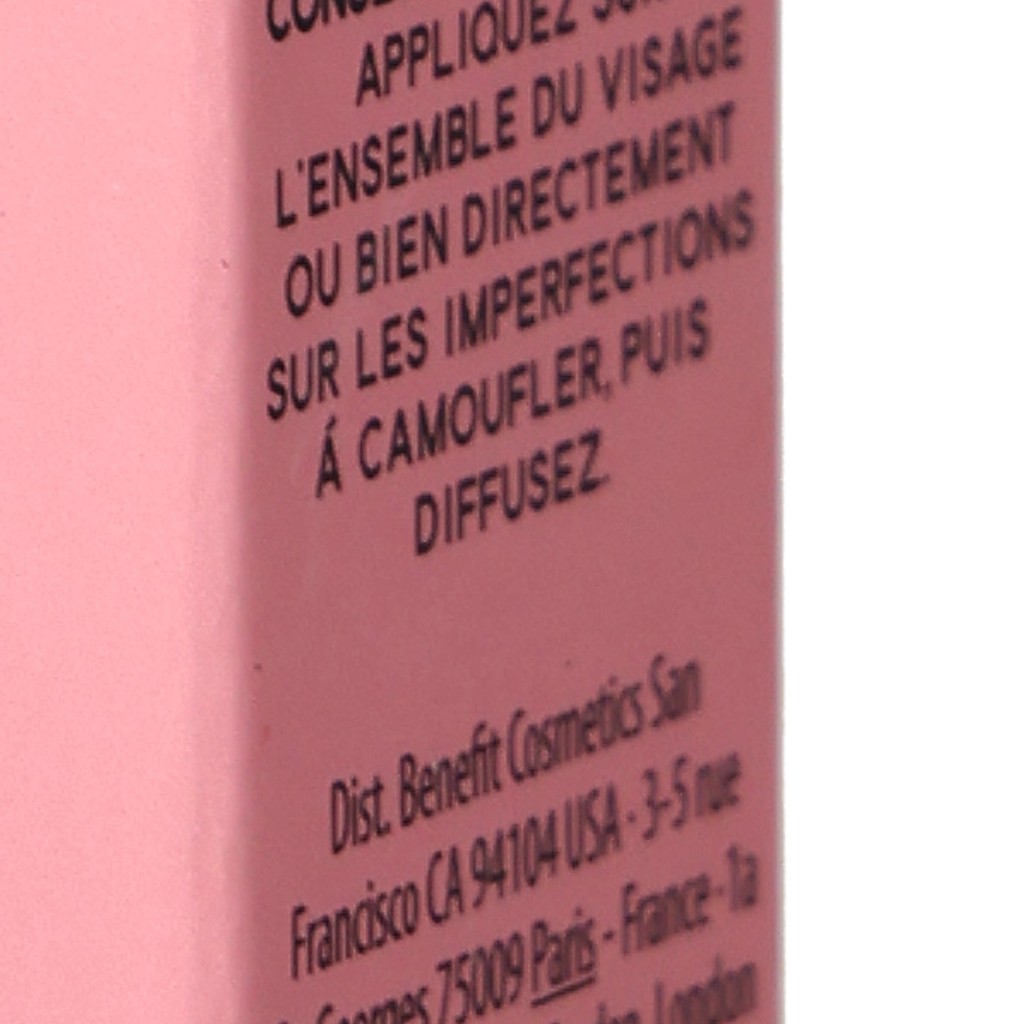 APPLIQUEZ
L'ENSEMBLE DU VISAGE
OU BIEN DIRECTEMENT
SUR LES IMPERFECTIONS
Á CAMOUFLER, PUIS
DIFFUSEZ.
Dist. Benefit Cosmetics San
Francisco CA 94104 USA - 3-5 rue
75009 Paris - France - 1a
London